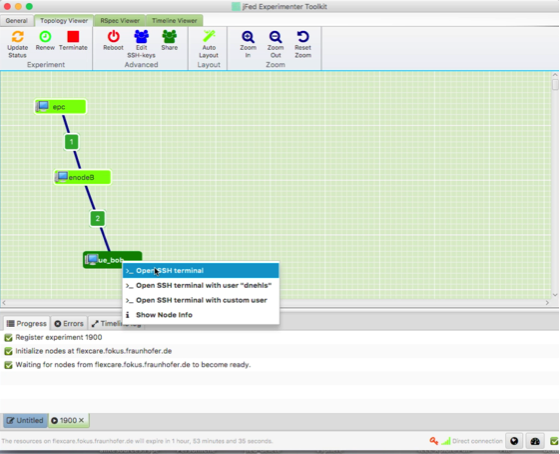 jFed Experimenter Toolkit
General Topology Viewer RSpec Viewer Timeline Viewer
Update Status Renew Terminate Reboot Edit SSH-keys Share Auto Layout Zoom In Zoom Out Reset Zoom
Experiment Advanced Layout Zoom
epc
1
enodeB
2
ue_bob
>_ Open SSH terminal
>_ Open SSH terminal with user "dnehls"
>_ Open SSH terminal with custom user
i Show Node Info
Progress Errors Timeline
Register experiment 1900
Initialize nodes at flexcare.fokus.fraunhofer.de
Waiting for nodes from flexcare.fokus.fraunhofer.de to become ready.
Untitled 1900 ×
The resources on flexcare.fokus.fraunhofer.de will expire in 1 hour, 53 minutes and 35 seconds. Direct connection